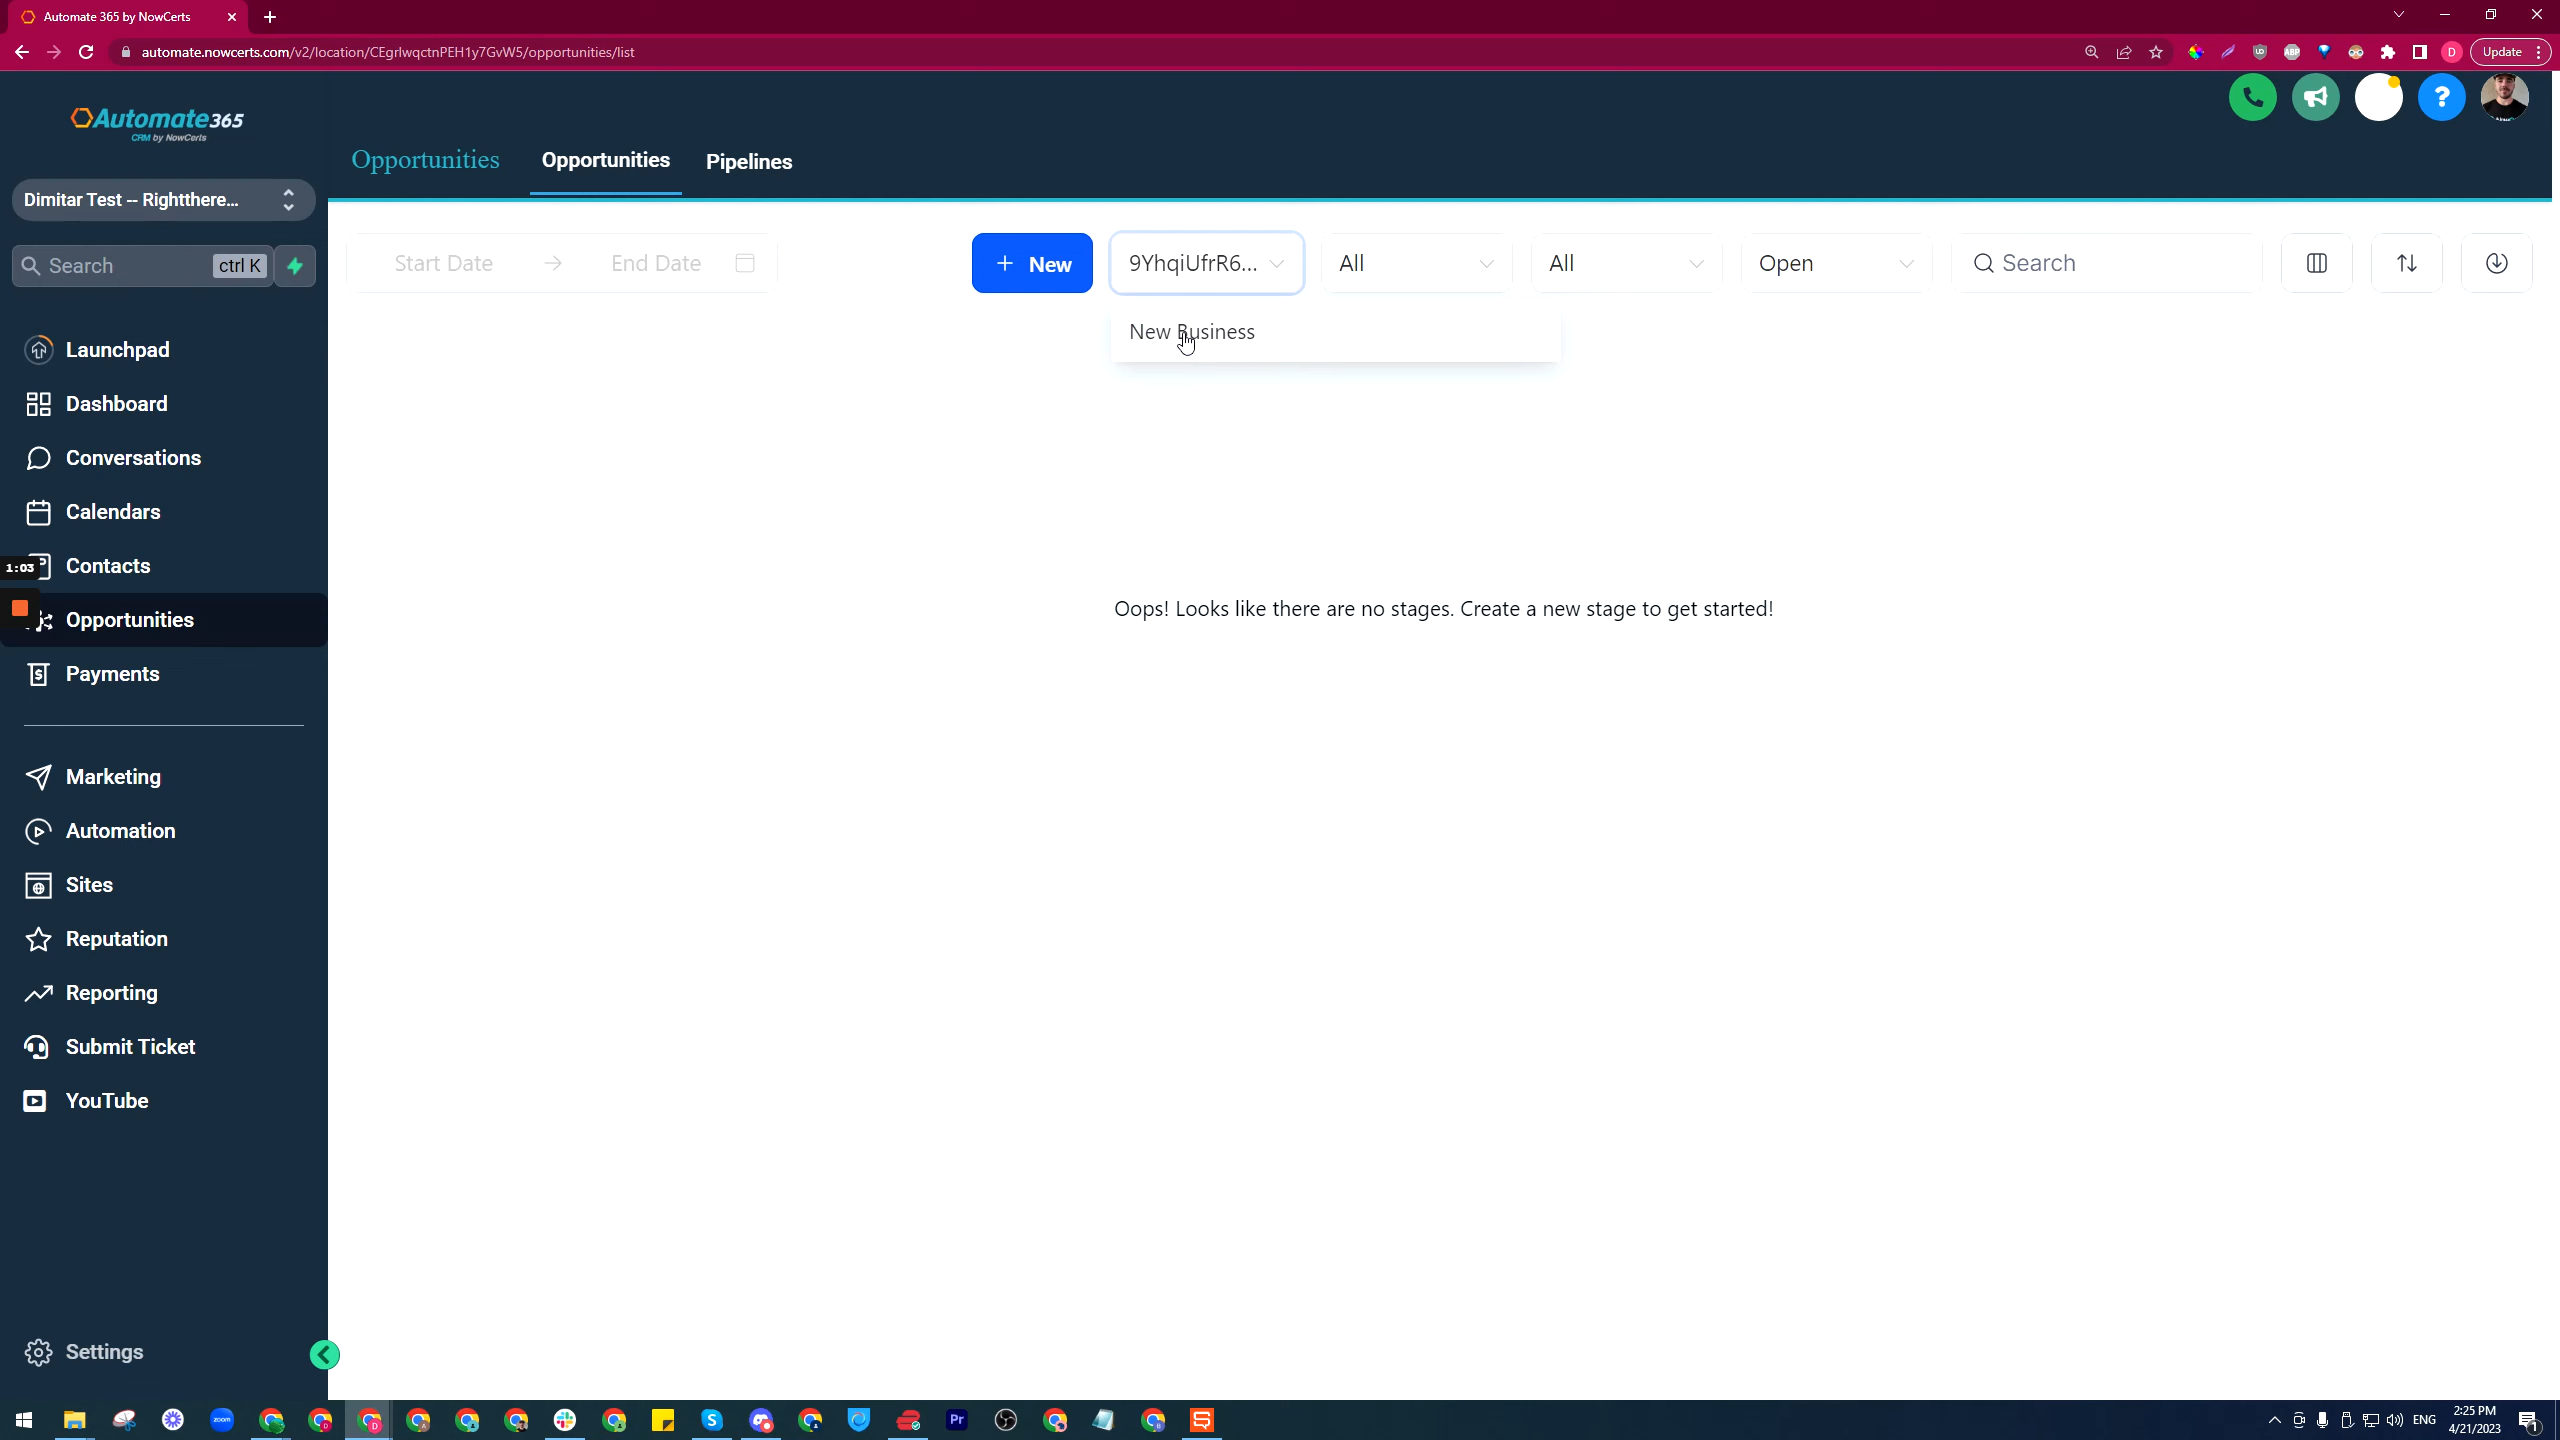 Automate 365 by NowCerts
automate.nowcerts.com/v2/location/CEgrlwqctnPEH1y7GvW5/opportunities/list
D
Update
Automate365
CRM by NowCerts
Opportunities
Opportunities
Pipelines
Dimitar Test -- Rightthere...
Search
ctrl K
Start Date
End Date
+ New
9YhqiUfrR6...
All
All
Open
Search
New Business
Launchpad
Dashboard
Conversations
Calendars
Contacts
1:03
Opportunities
Payments
Oops! Looks like there are no stages. Create a new stage to get started!
Marketing
Automation
Sites
Reputation
Reporting
Submit Ticket
YouTube
Settings
zoom
Pr
ENG
2:25 PM
4/21/2023
1